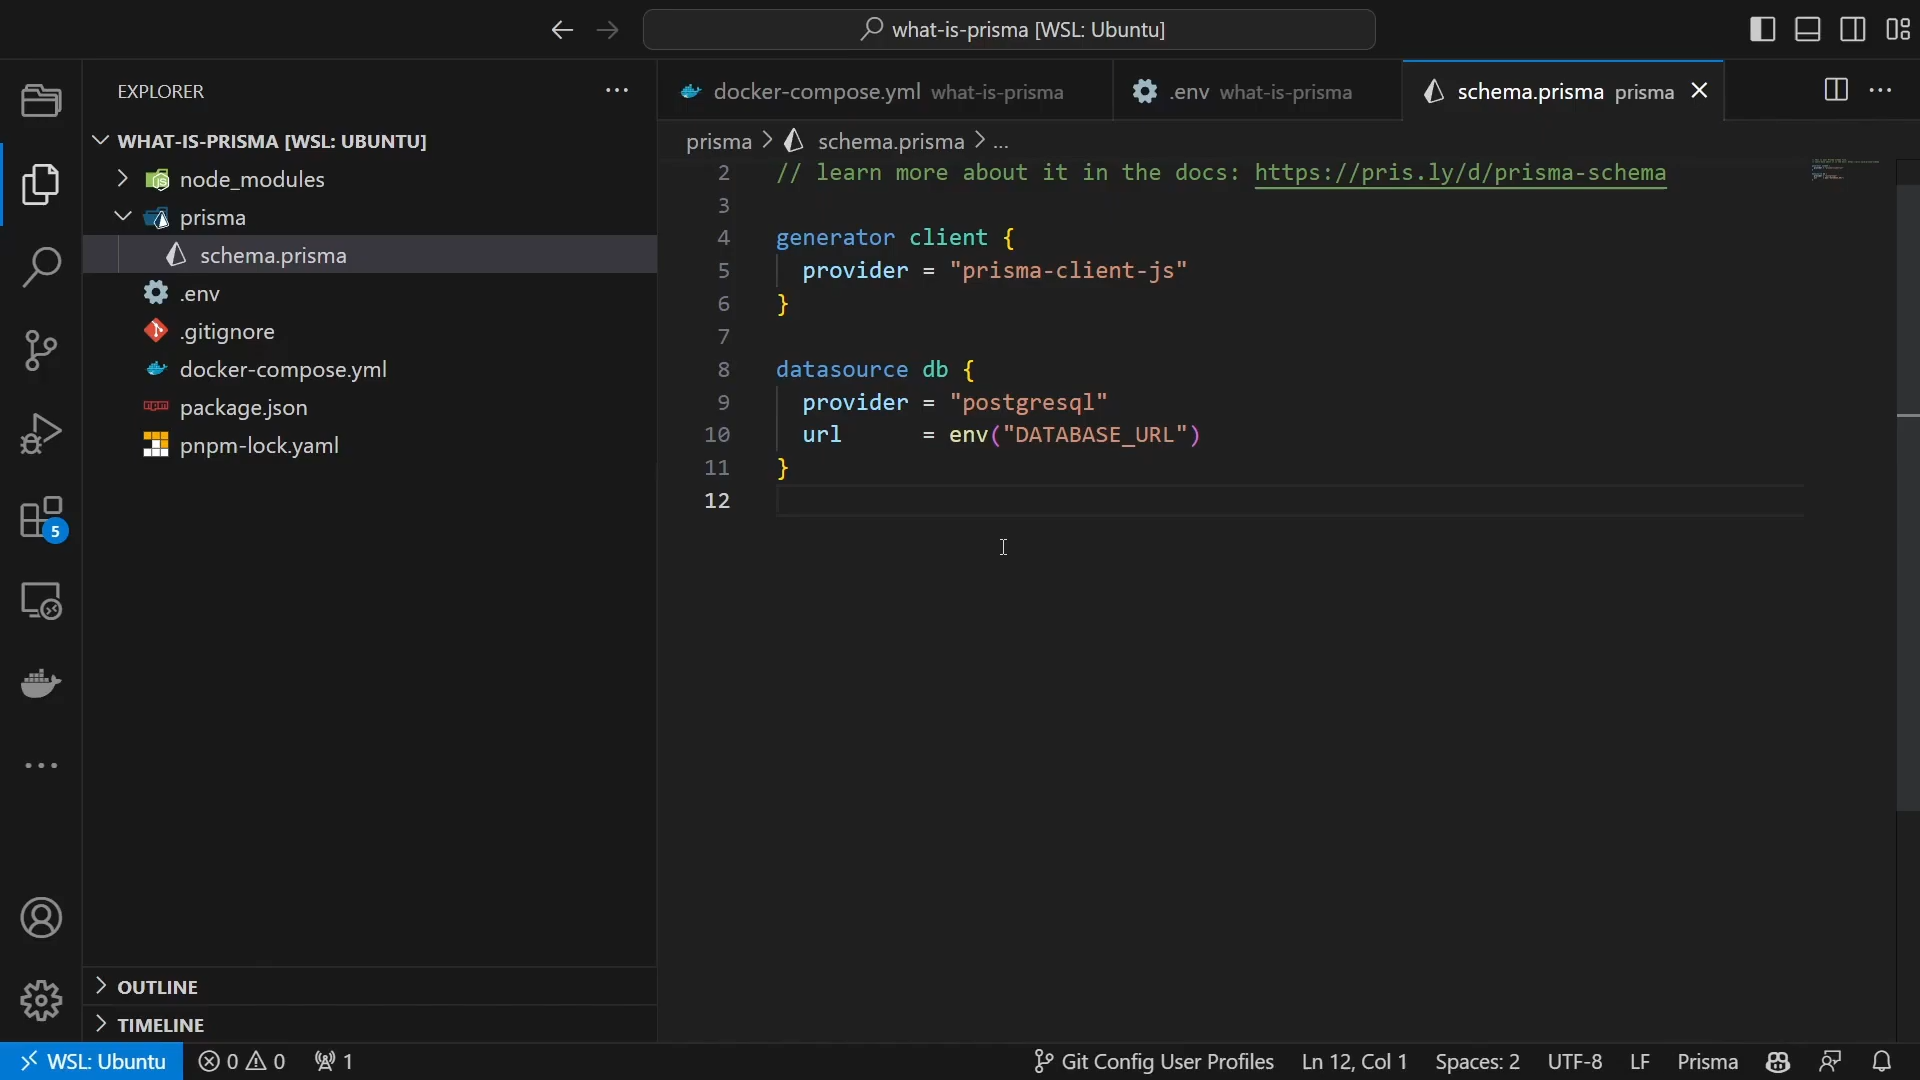 what-is-prisma [WSL: Ubuntu]
EXPLORER
WHAT-IS-PRISMA [WSL: UBUNTU]
node_modules
prisma
schema.prisma
.env
.gitignore
docker-compose.yml
package.json
pnpm-lock.yaml
OUTLINE
TIMELINE
5
docker-compose.yml what-is-prisma
.env what-is-prisma
schema.prisma prisma
prisma > schema.prisma > ...
2 // learn more about it in the docs: https://pris.ly/d/prisma-schema
3
4 generator client {
5 provider = "prisma-client-js"
6 }
7
8 datasource db {
9 provider = "postgresql"
10 url      = env("DATABASE_URL")
11 }
12
WSL: Ubuntu 0 0 1 Git Config User Profiles Ln 12, Col 1 Spaces: 2 UTF-8 LF Prisma